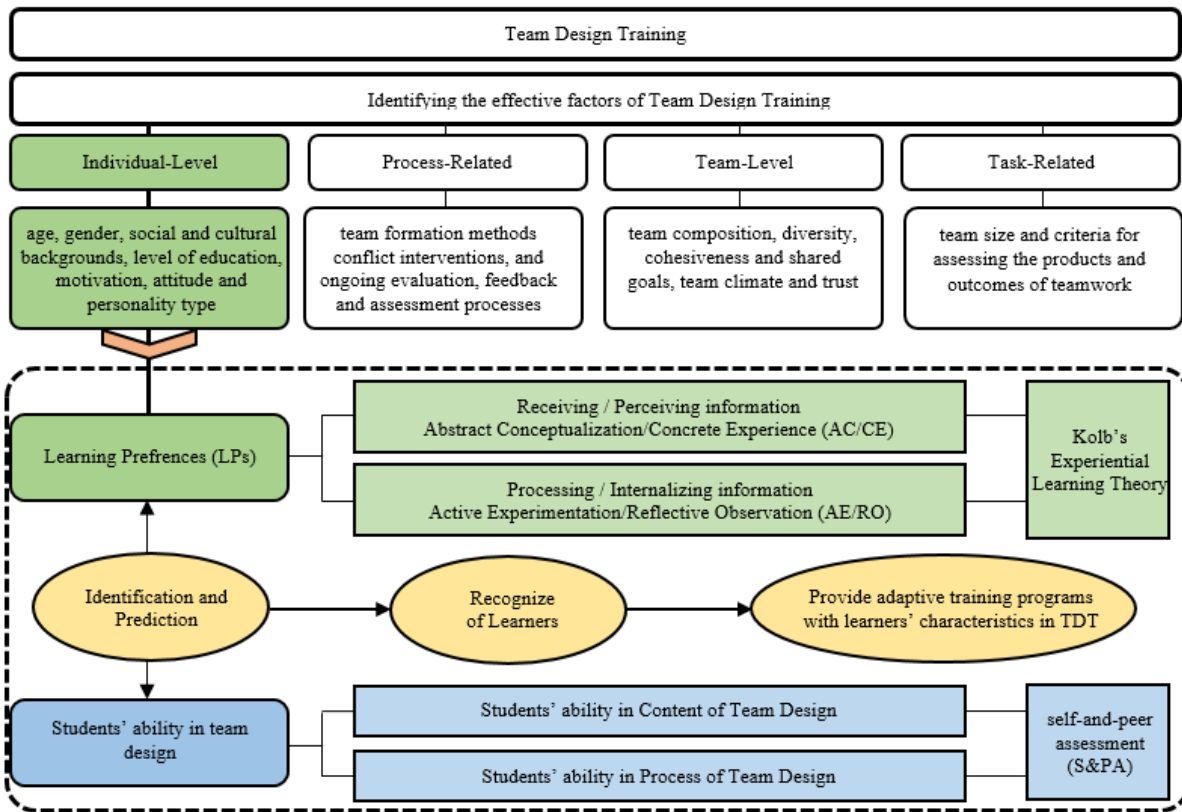 Team Design Training
Identifying the effective factors of Team Design Training
Individual-Level
Process-Related
Team-Level
Task-Related
age, gender, social and cultural
backgrounds, level of education,
motivation, attitude and
personality type
team formation methods
conflict interventions, and
ongoing evaluation, feedback
and assessment processes
team composition, diversity,
cohesiveness and shared
goals, team climate and trust
team size and criteria for
assessing the products and
outcomes of teamwork
Learning Prefrences (LPs)
Receiving / Perceiving information
Abstract Conceptualization/Concrete Experience (AC/CE)
Processing / Internalizing information
Active Experimentation/Reflective Observation (AE/RO)
Kolb's
Experiential
Learning Theory
Identification and
Prediction
Recognize
of Learners
Provide adaptive training programs
with learners' characteristics in TDT
Students' ability in team
design
Students' ability in Content of Team Design
Students' ability in Process of Team Design
self-and-peer
assessment
(S&PA)